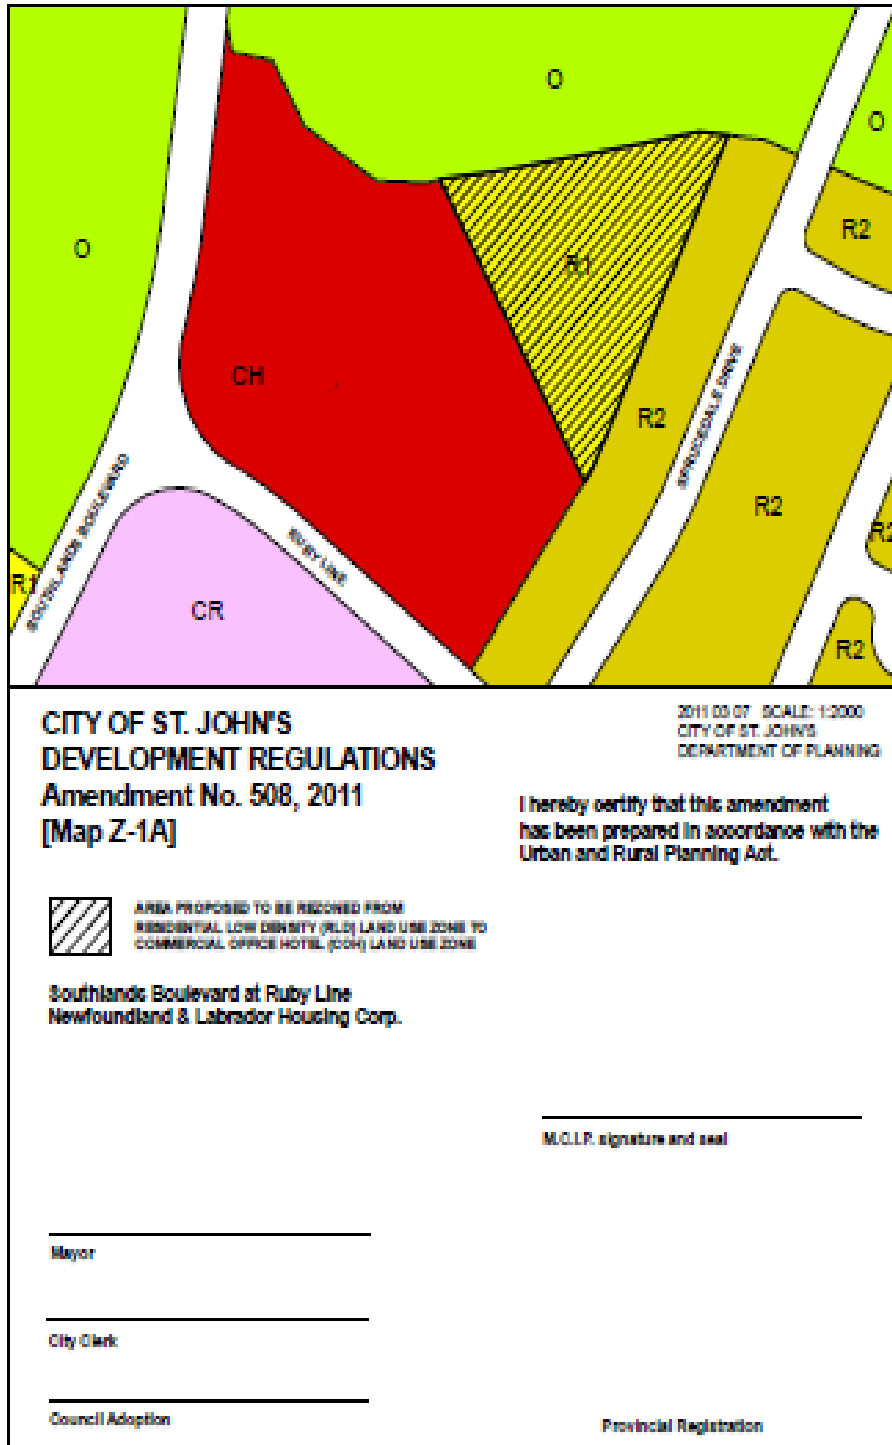 O
O
O
R2
R1
CH
R2
SPRUCEDALE DRIVE
R2
R2
SOUTHLANDS BOULEVARD
RUBY LINE
R1
CR
R2
CITY OF ST. JOHN'S
DEVELOPMENT REGULATIONS
Amendment No. 508, 2011
[Map Z-1A]
2011 03 07 SCALE: 1:2000
CITY OF ST. JOHN'S
DEPARTMENT OF PLANNING
I hereby certify that this amendment
has been prepared in accordance with the
Urban and Rural Planning Act.
AREA PROPOSED TO BE REZONED FROM
RESIDENTIAL LOW DENSITY (RLD) LAND USE ZONE TO
COMMERCIAL OFFICE HOTEL (COH) LAND USE ZONE
Southlands Boulevard at Ruby Line
Newfoundland & Labrador Housing Corp.
M.C.I.P. signature and seal
Mayor
City Clerk
Council Adoption
Provincial Registration